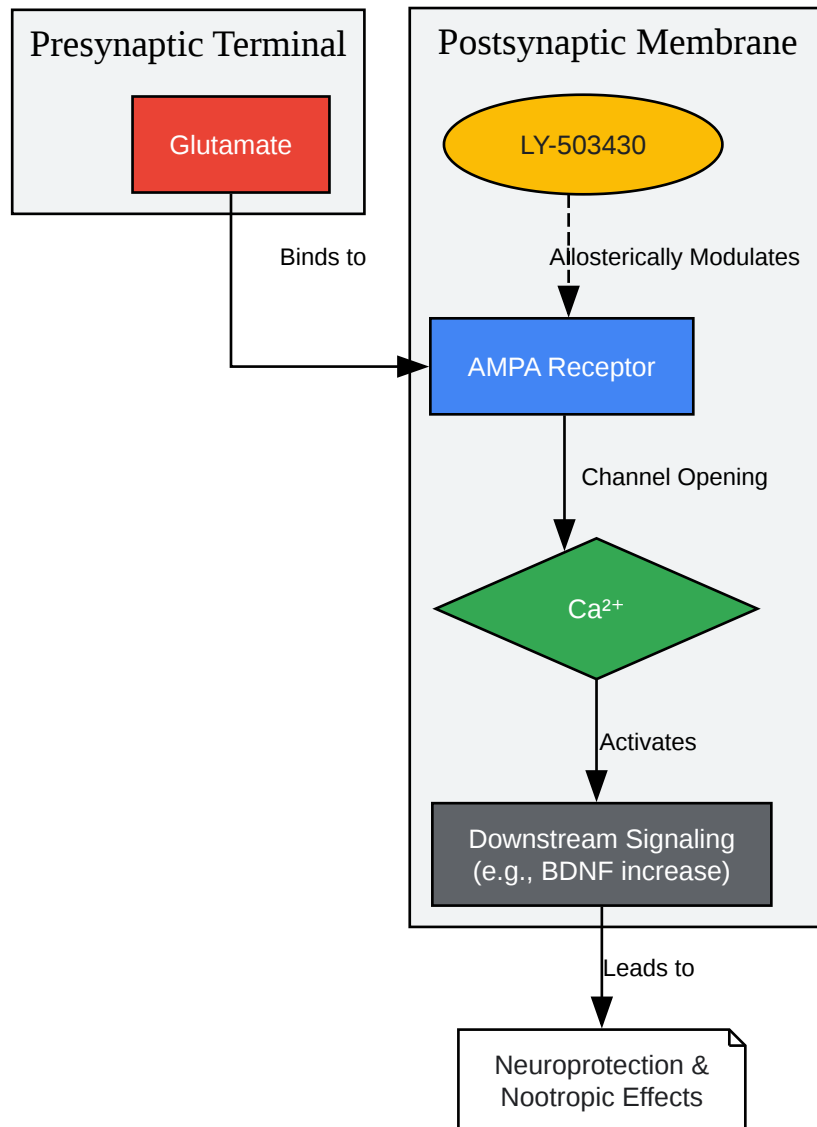 Presynaptic Terminal
Postsynaptic Membrane
Glutamate
LY-503430
Binds to
Allosterically Modulates
AMPA Receptor
Channel Opening
Ca²⁺
Activates
Downstream Signaling
(e.g., BDNF increase)
Leads to
Neuroprotection &
Nootropic Effects